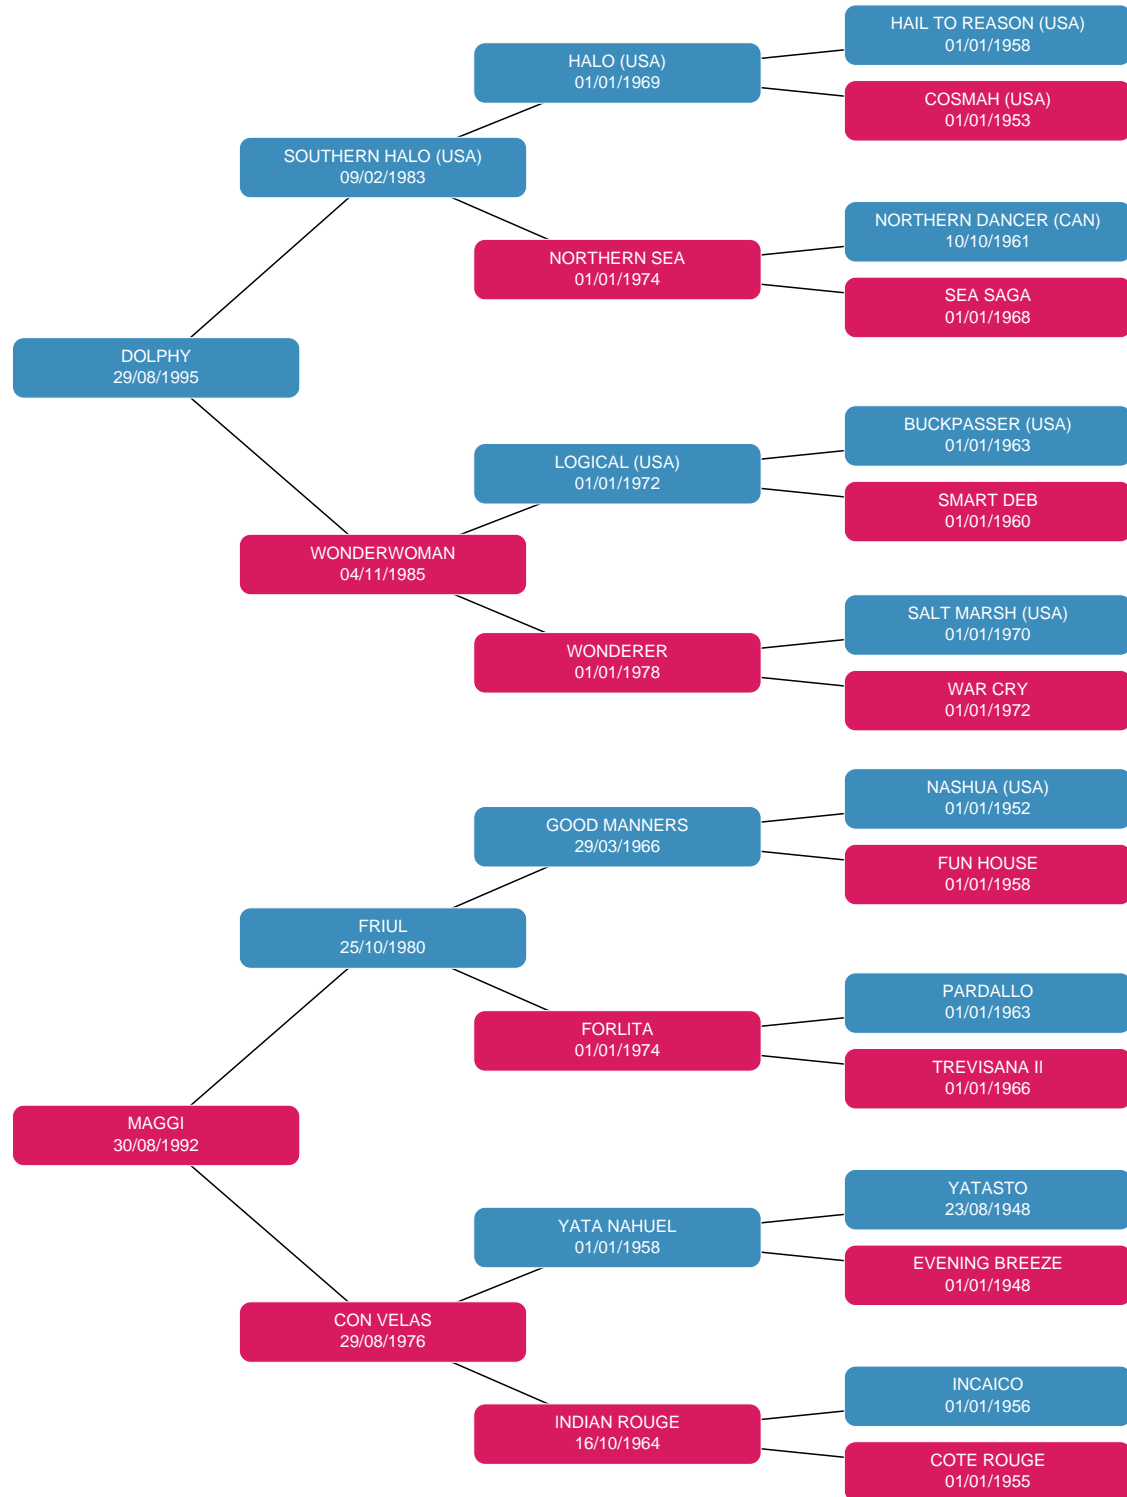 HAIL TO REASON (USA)
01/01/1958
HALO (USA)
01/01/1969
COSMAH (USA)
01/01/1953
SOUTHERN HALO (USA)
09/02/1983
NORTHERN DANCER (CAN)
10/10/1961
NORTHERN SEA
01/01/1974
SEA SAGA
01/01/1968
DOLPHY
29/08/1995
BUCKPASSER (USA)
01/01/1963
LOGICAL (USA)
01/01/1972
SMART DEB
01/01/1960
WONDERWOMAN
04/11/1985
SALT MARSH (USA)
01/01/1970
WONDERER
01/01/1978
WAR CRY
01/01/1972
NASHUA (USA)
01/01/1952
GOOD MANNERS
29/03/1966
FUN HOUSE
01/01/1958
FRIUL
25/10/1980
PARDALLO
01/01/1963
FORLITA
01/01/1974
TREVISANA II
01/01/1966
MAGGI
30/08/1992
YATASTO
23/08/1948
YATA NAHUEL
01/01/1958
EVENING BREEZE
01/01/1948
CON VELAS
29/08/1976
INCAICO
01/01/1956
INDIAN ROUGE
16/10/1964
COTE ROUGE
01/01/1955